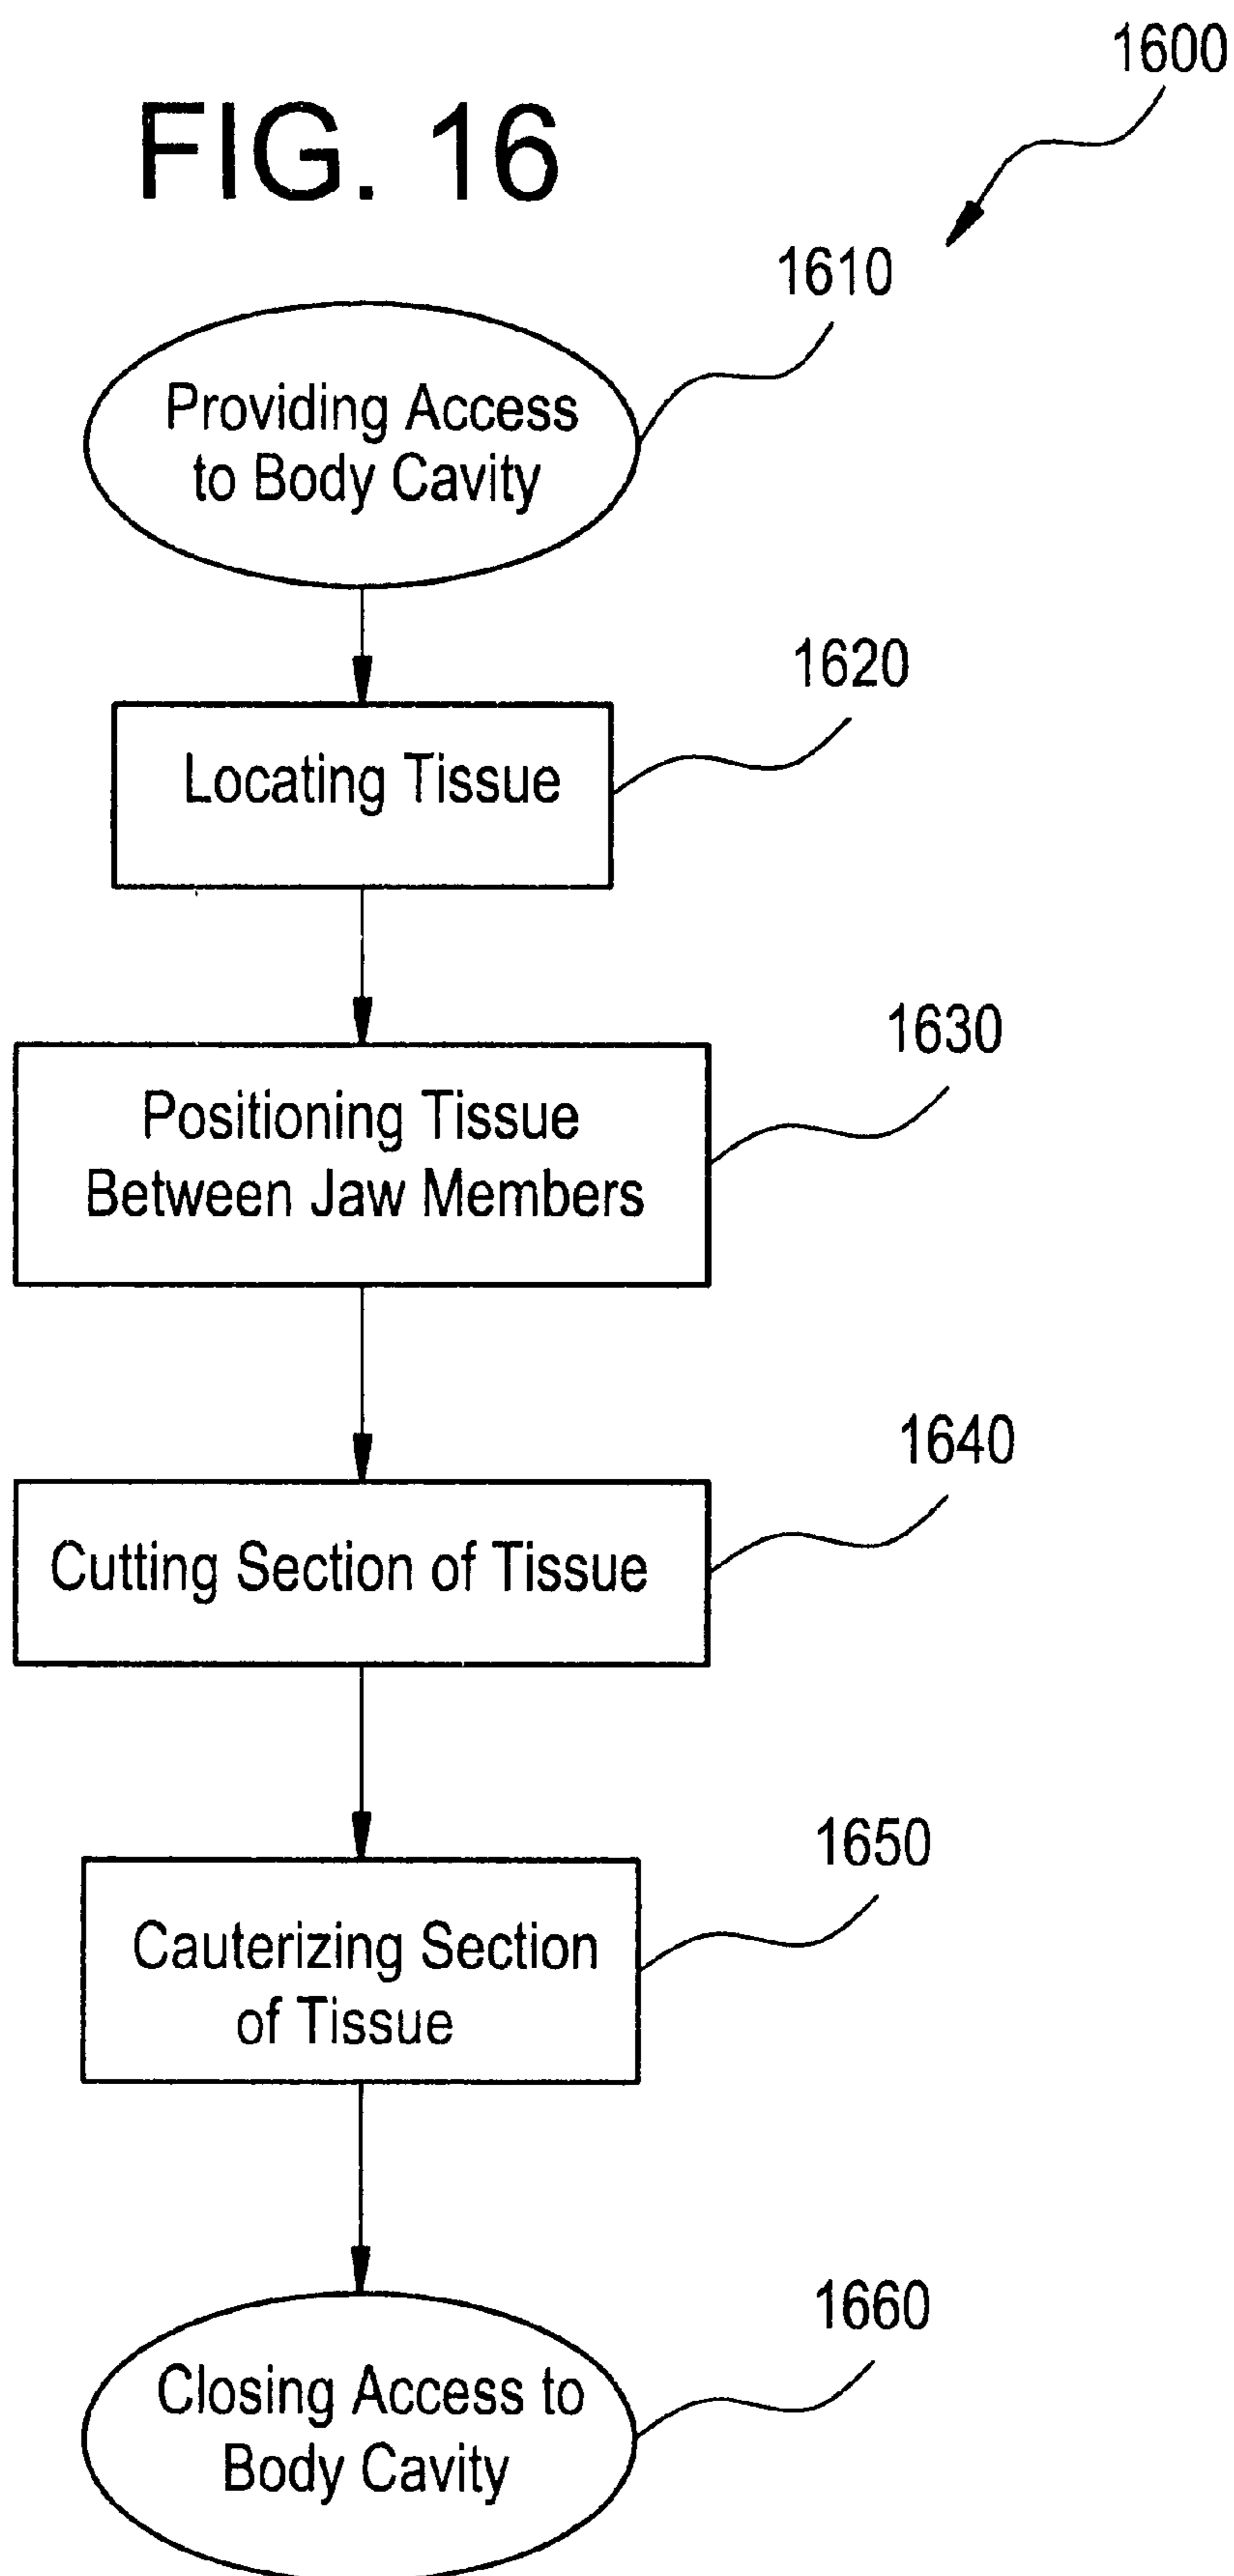 1600
FIG. 16
1610
Providing Access
to Body Cavity
1620
Locating Tissue
1630
Positioning Tissue
Between Jaw Members
1640
Cutting Section of Tissue
1650
Cauterizing Section
of Tissue
1660
Closing Access to
Body Cavity